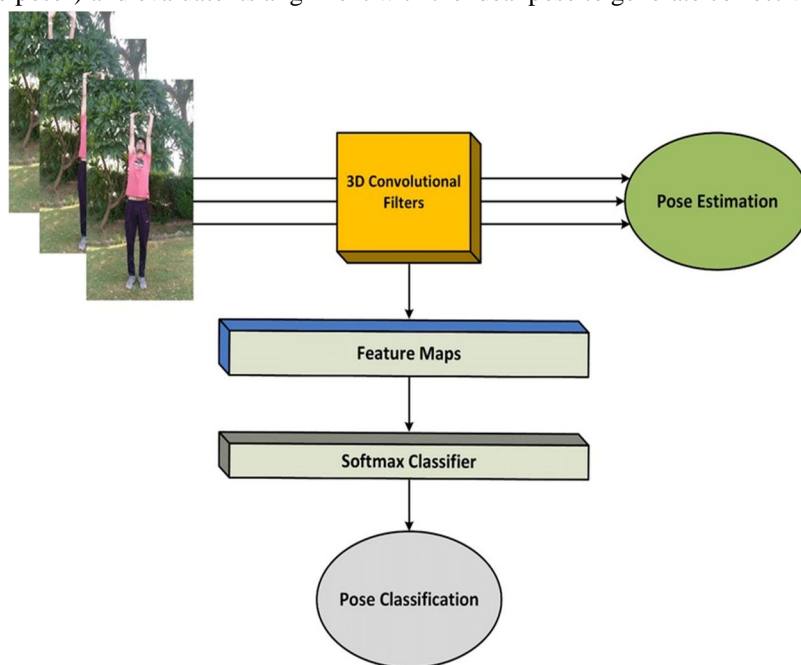 3D Convolutional
Filters
Pose Estimation
Feature Maps
Softmax Classifier
Pose Classification